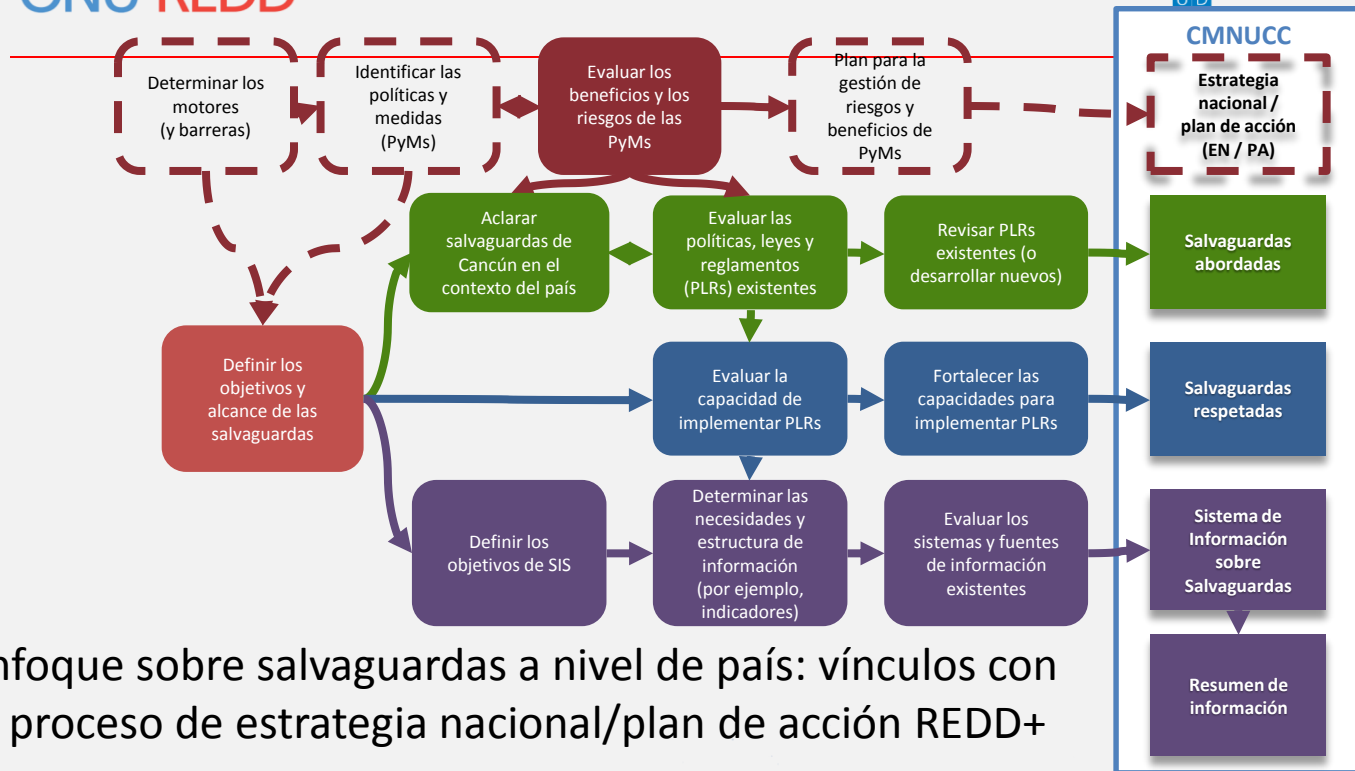 ONU REDD
U D
CMNUCC
Determinar los
motores
(y barreras)
Identificar las
políticas y
medidas
(PyMs)
Evaluar los
beneficios y los
riesgos de las
PyMs
Plan para la
gestión de
riesgos y
beneficios de
PyMs
Estrategia
nacional /
plan de acción
(EN / PA)
Aclarar
salvaguardas de
Cancún en el
contexto del país
Evaluar las
políticas, leyes y
reglamentos
(PLRs) existentes
Revisar PLRs
existentes (o
desarrollar nuevos)
Salvaguardas
abordadas
Definir los
objetivos y
alcance de las
salvaguardas
Evaluar la
capacidad de
implementar PLRs
Fortalecer las
capacidades para
implementar PLRs
Salvaguardas
respetadas
Definir los
objetivos de SIS
Determinar las
necesidades y
estructura de
información
(por ejemplo,
indicadores)
Evaluar los
sistemas y fuentes
de información
existentes
Sistema de
Información
sobre
Salvaguardas
Resumen de
información
nfoque sobre salvaguardas a nivel de país: vínculos con
proceso de estrategia nacional/plan de acción REDD+